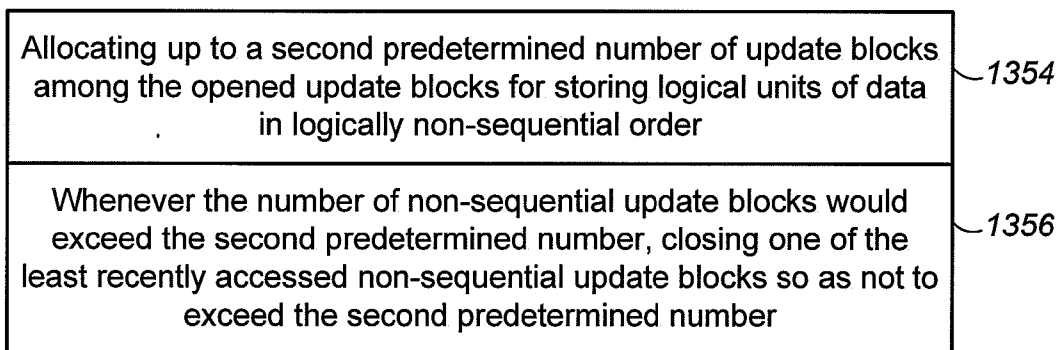 Allocating up to a second predetermined number of update blocks
among the opened update blocks for storing logical units of data
in logically non-sequential order
1354
Whenever the number of non-sequential update blocks would
exceed the second predetermined number, closing one of the
least recently accessed non-sequential update blocks so as not to
exceed the second predetermined number
1356